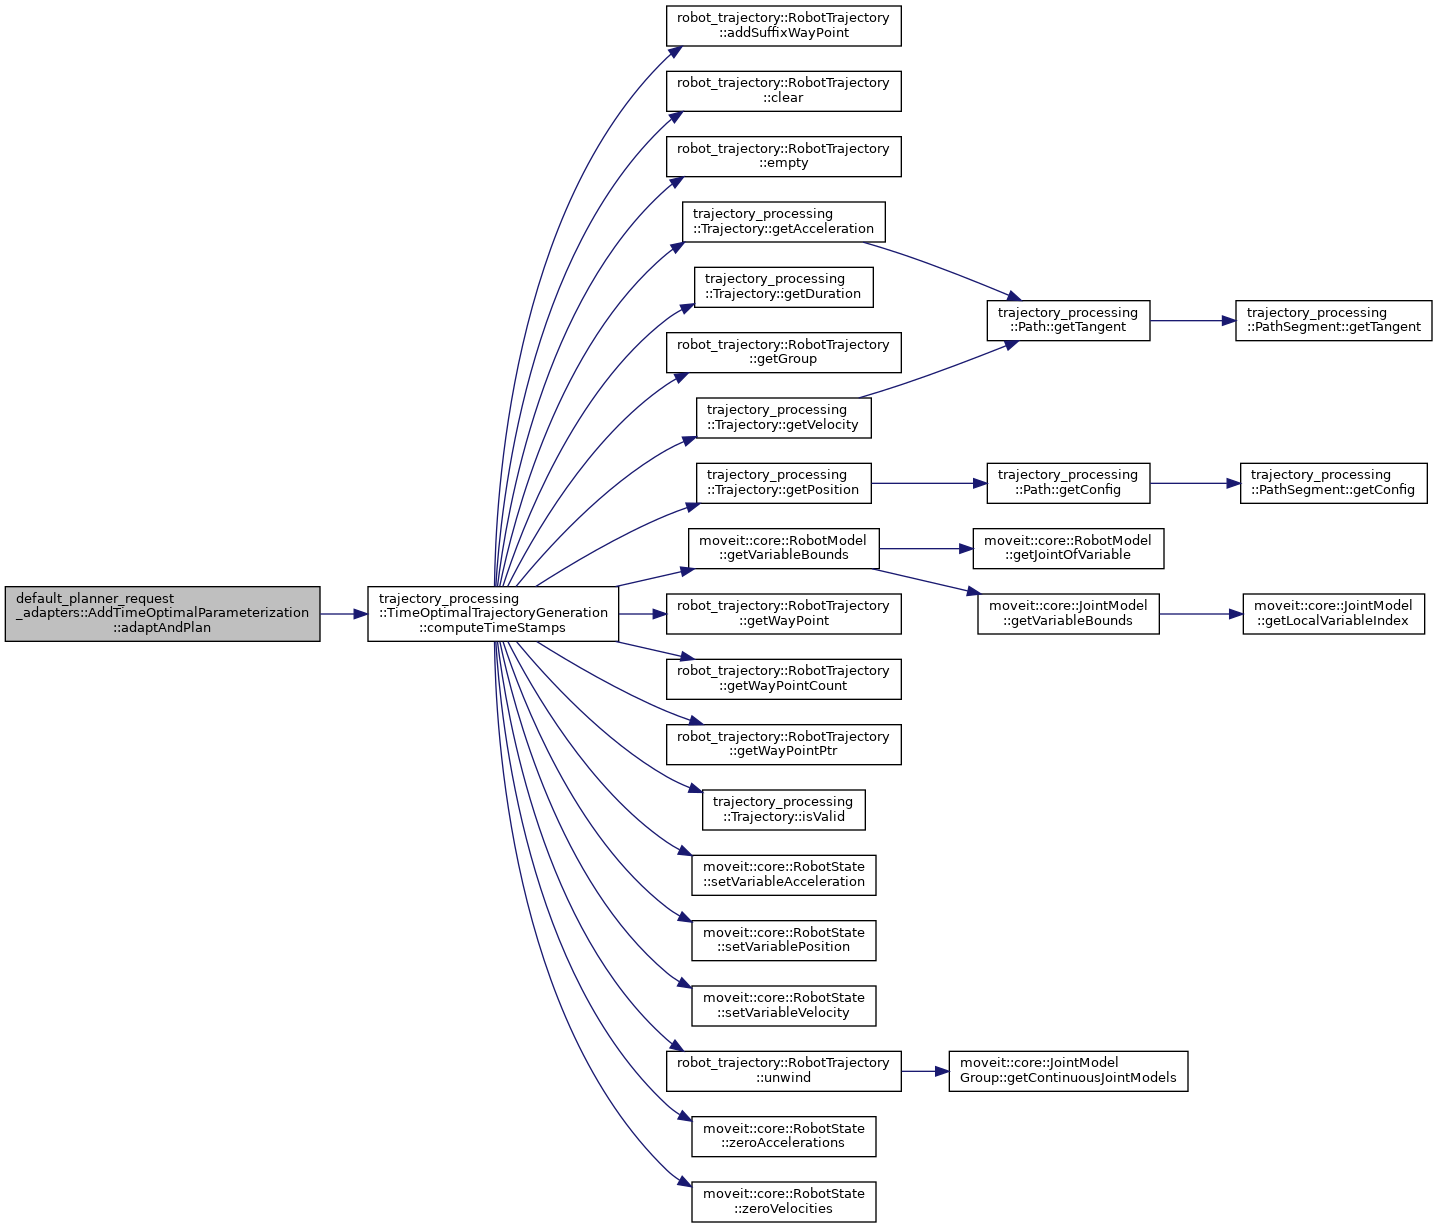 robot_trajectory::RobotTrajectory
::addSuffixWayPoint
robot_trajectory::RobotTrajectory
::clear
robot_trajectory::RobotTrajectory
::empty
trajectory_processing
::Trajectory::getAcceleration
trajectory_processing
::Trajectory::getDuration
trajectory_processing
::Path::getTangent
trajectory_processing
::PathSegment::getTangent
robot_trajectory::RobotTrajectory
::getGroup
trajectory_processing
::Trajectory::getVelocity
trajectory_processing
::Trajectory::getPosition
trajectory_processing
::Path::getConfig
trajectory_processing
::PathSegment::getConfig
moveit::core::RobotModel
::getVariableBounds
moveit::core::RobotModel
::getJointOfVariable
default_planner_request
_adapters::AddTimeOptimalParameterization
::adaptAndPlan
trajectory_processing
::TimeOptimalTrajectoryGeneration
::computeTimeStamps
robot_trajectory::RobotTrajectory
::getWayPoint
moveit::core::JointModel
::getVariableBounds
moveit::core::JointModel
::getLocalVariableIndex
robot_trajectory::RobotTrajectory
::getWayPointCount
robot_trajectory::RobotTrajectory
::getWayPointPtr
trajectory_processing
::Trajectory::isValid
moveit::core::RobotState
::setVariableAcceleration
moveit::core::RobotState
::setVariablePosition
moveit::core::RobotState
::setVariableVelocity
robot_trajectory::RobotTrajectory
::unwind
moveit::core::JointModel
Group::getContinuousJointModels
moveit::core::RobotState
::zeroAccelerations
moveit::core::RobotState
::zeroVelocities